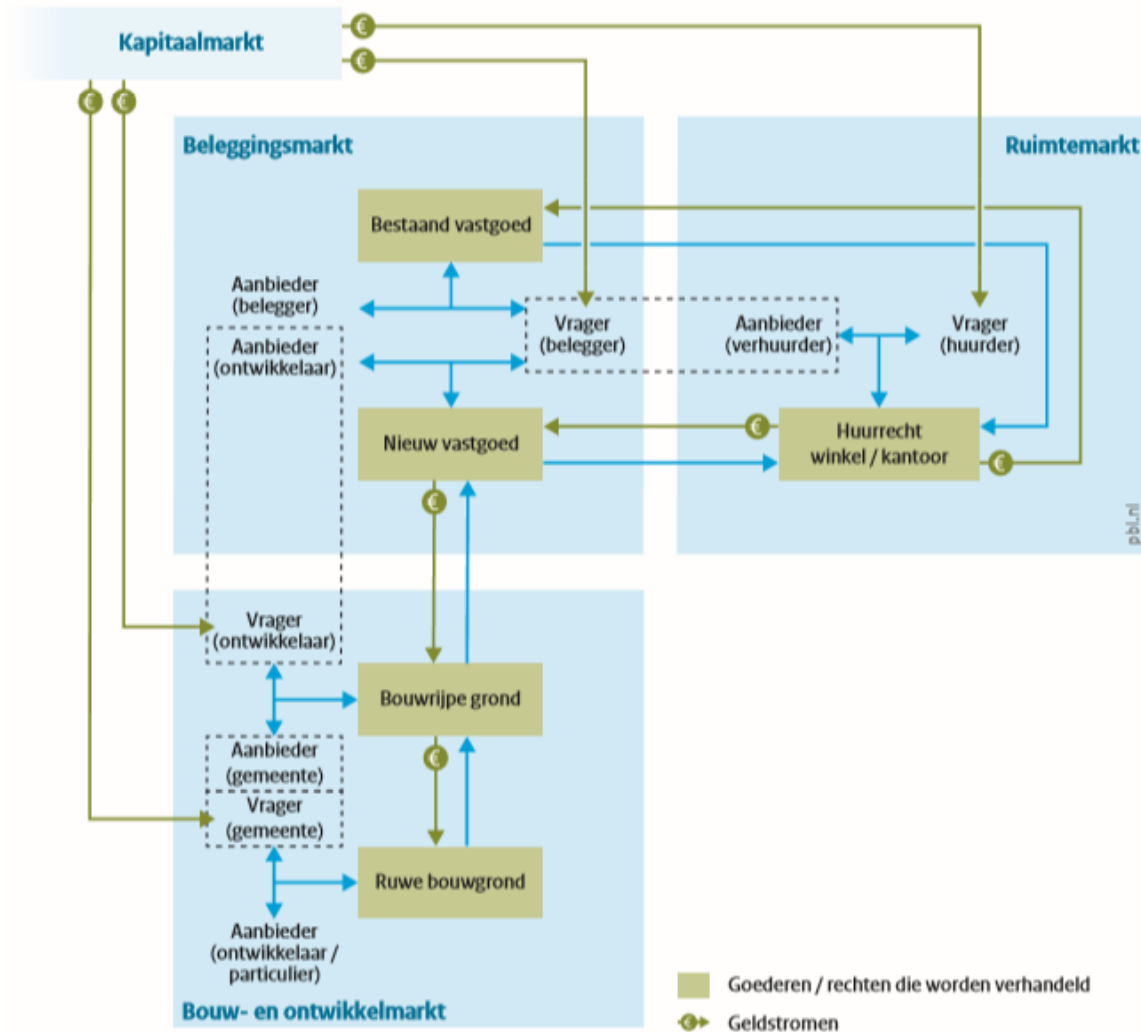 Kapitaalmarkt
€
€
€
€
Beleggingsmarkt
Bestaand vastgoed
Aanbieder
(belegger)
Aanbieder
(ontwikkelaar)
Vrager
(belegger)
Nieuw vastgoed
€
Ruimtemarkt
Aanbieder
(verhuurder)
Vrager
(huurder)
€
Huurrecht
winkel / kantoor
€
pbl.nl
Vrager
(ontwikkelaar)
Bouwrijpe grond
€
Aanbieder
(gemeente)
Vrager
(gemeente)
Ruwe bouwgrond
Aanbieder
(ontwikkelaar /
particulier)
Bouw- en ontwikkelmarkt
Goederen / rechten die worden verhandeld
€
Geldstromen